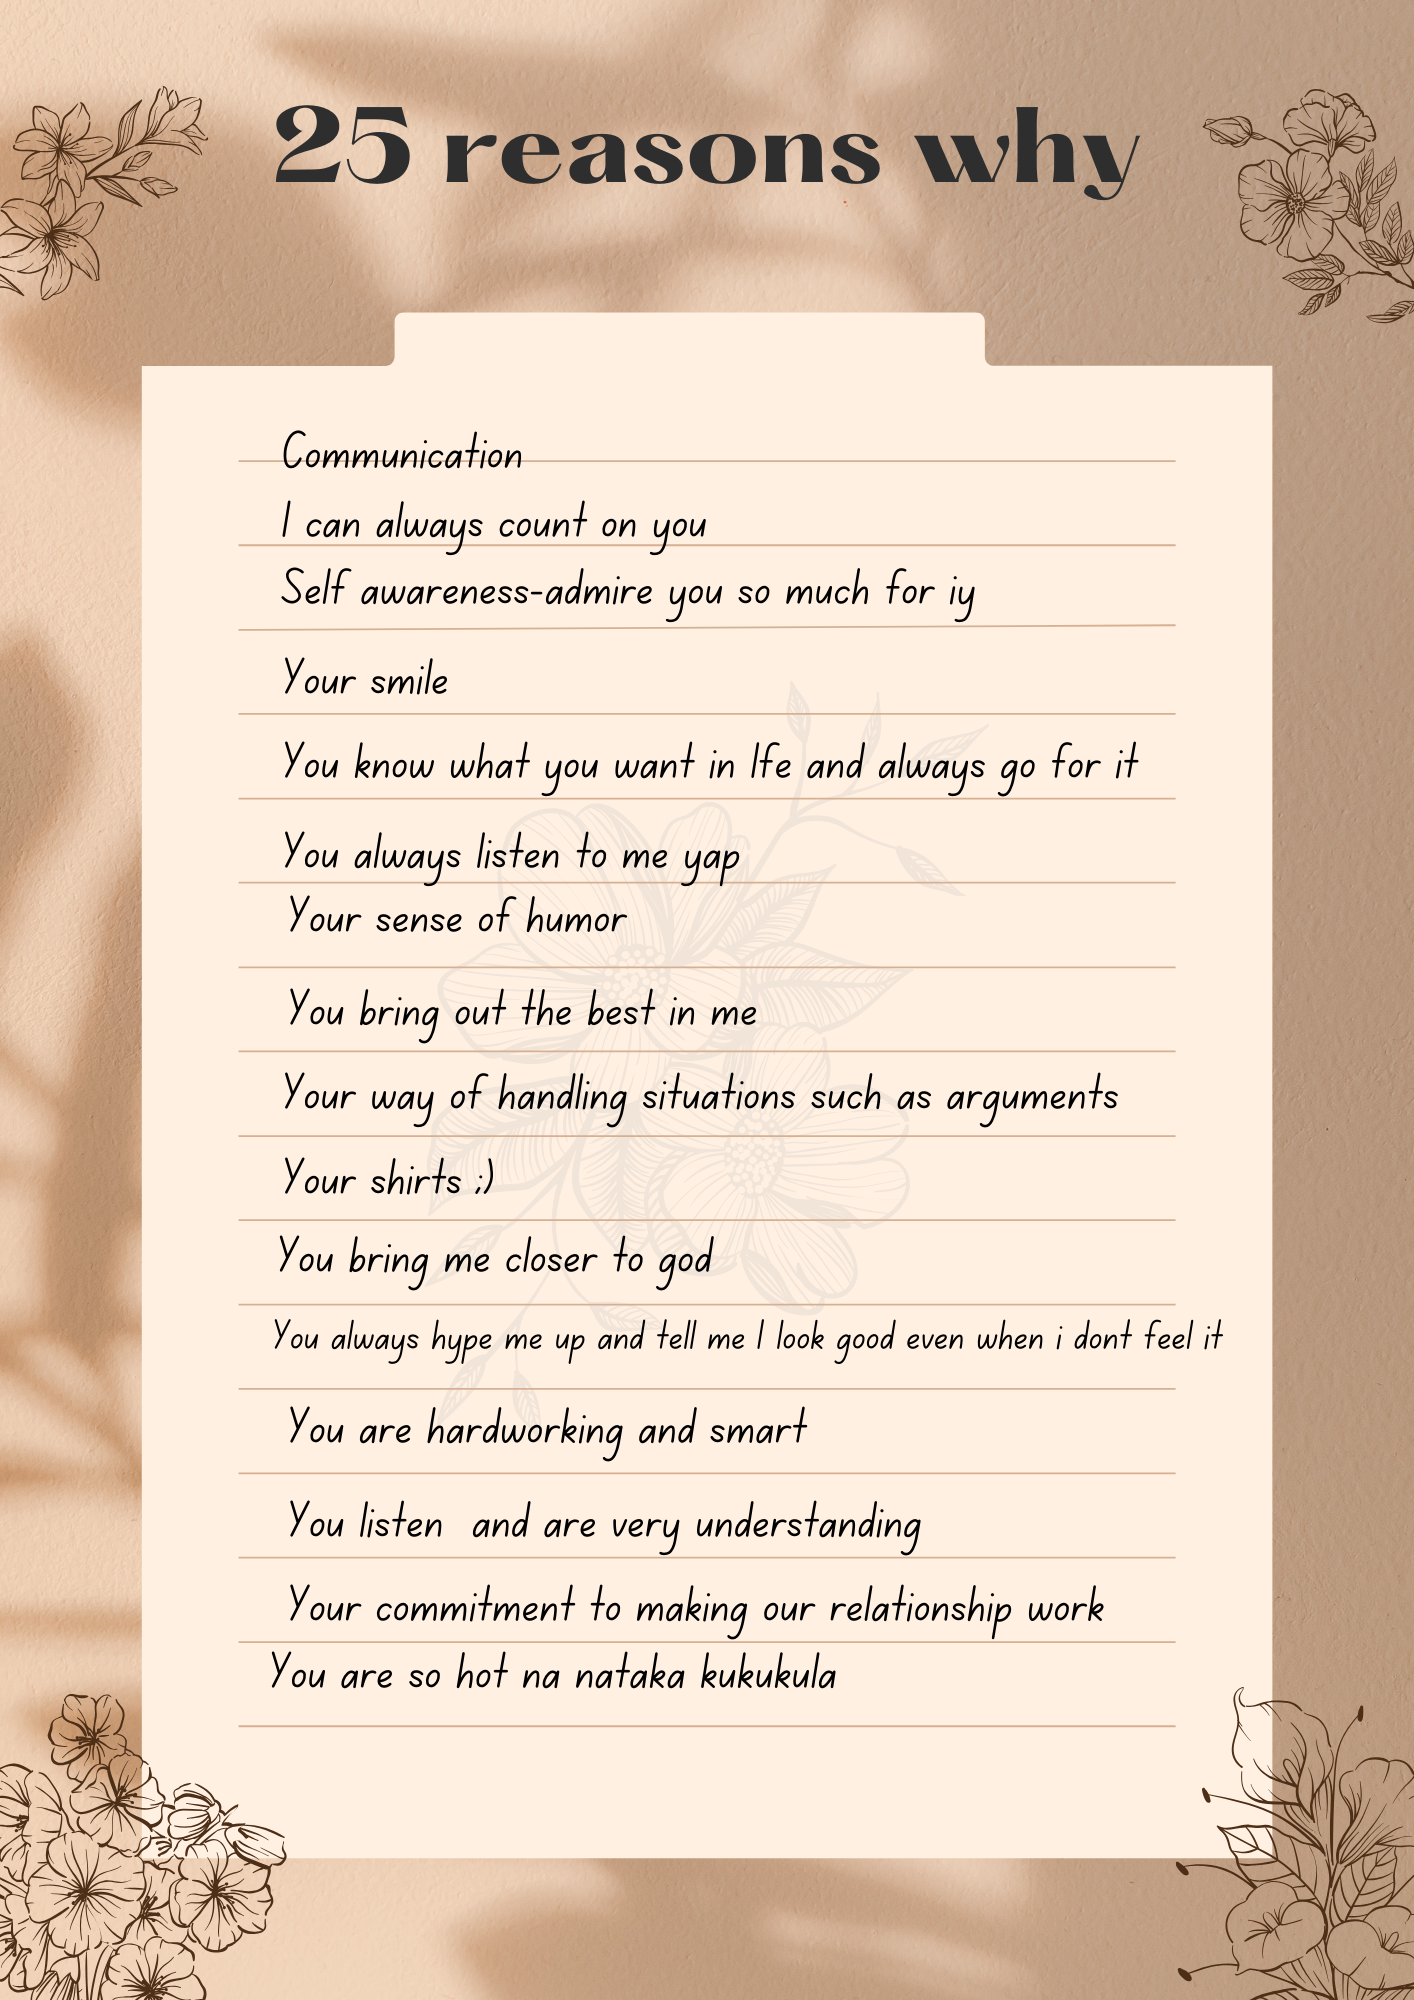 25 reasons why
Communication
I can always count on you
Self awareness-admire you so much for iy
Your smile
You know what you want in lfe and always go for it
You always listen to me yap
Your sense of humor
You bring out the best in me
Your way of handling situations such as arguments
Your shirts ;)
You bring me closer to god
You always hype me up and tell me I look good even when i dont feel it
You are hardworking and smart
You listen  and are very understanding
Your commitment to making our relationship work
You are so hot na nataka kukukula